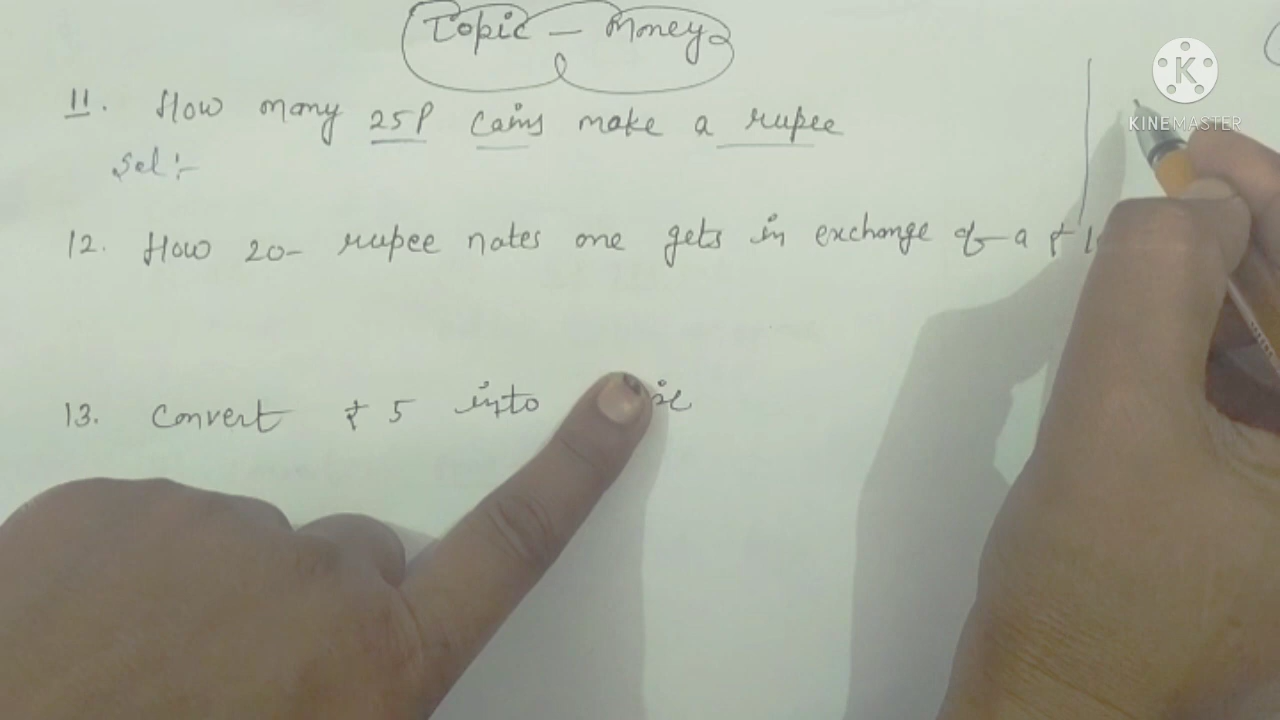 Topic - Money
11. How many 25P Coins make a rupee
Sol:-
12. How 20- rupee notes one gets in exchange of a ₹
13. Convert ₹ 5 into
KINEMASTER